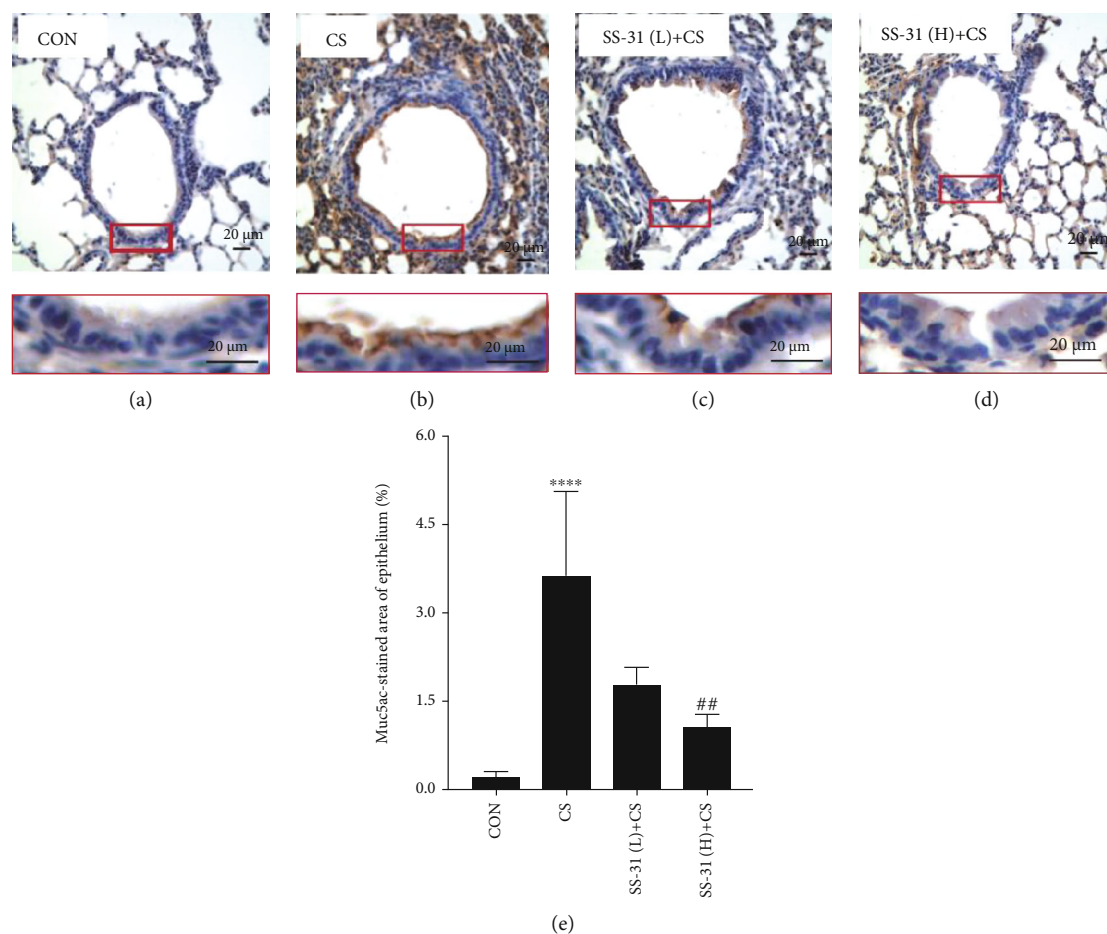 CON
CS
SS-31 (L)+CS
SS-31 (H)+CS
20 μm
20 μm
20 μm
20 μm
20 μm
20 μm
20 μm
20 μm
(a)
(b)
(c)
(d)
Muc5ac-stained area of epithelium (%)
6.0
4.5
3.0
1.5
0.0
****
##
CON
CS
SS-31 (L)+CS
SS-31 (H)+CS
(e)